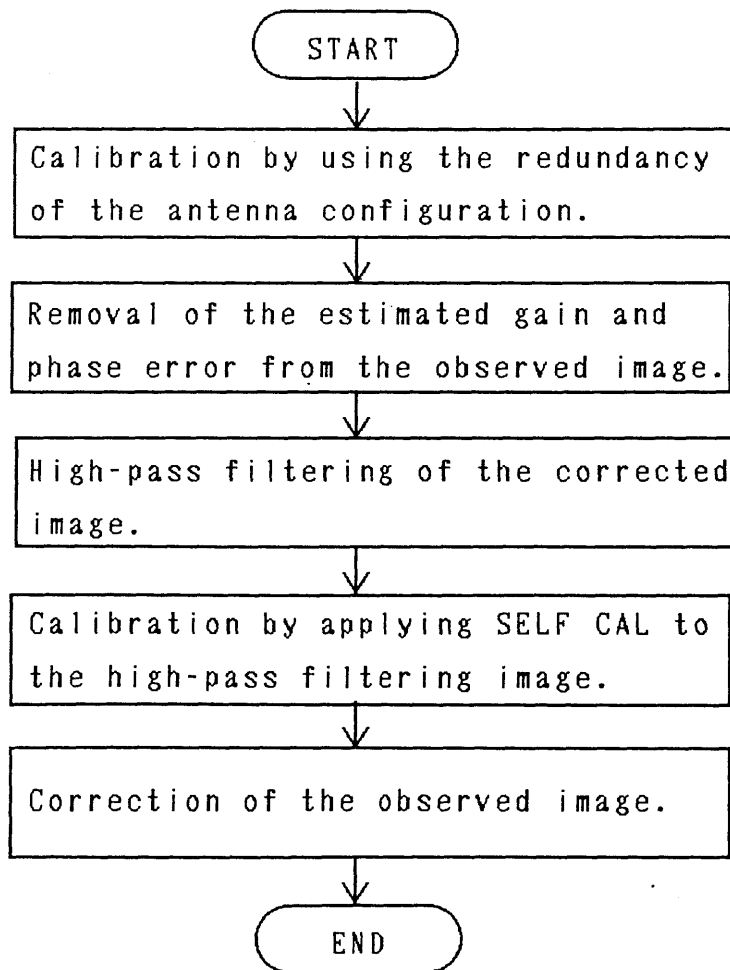 START
Calibration by using the redundancy
of the antenna configuration.
Removal of the estimated gain and
phase error from the observed image.
High-pass filtering of the corrected
image.
Calibration by applying SELF CAL to
the high-pass filtering image.
Correction of the observed image.
END